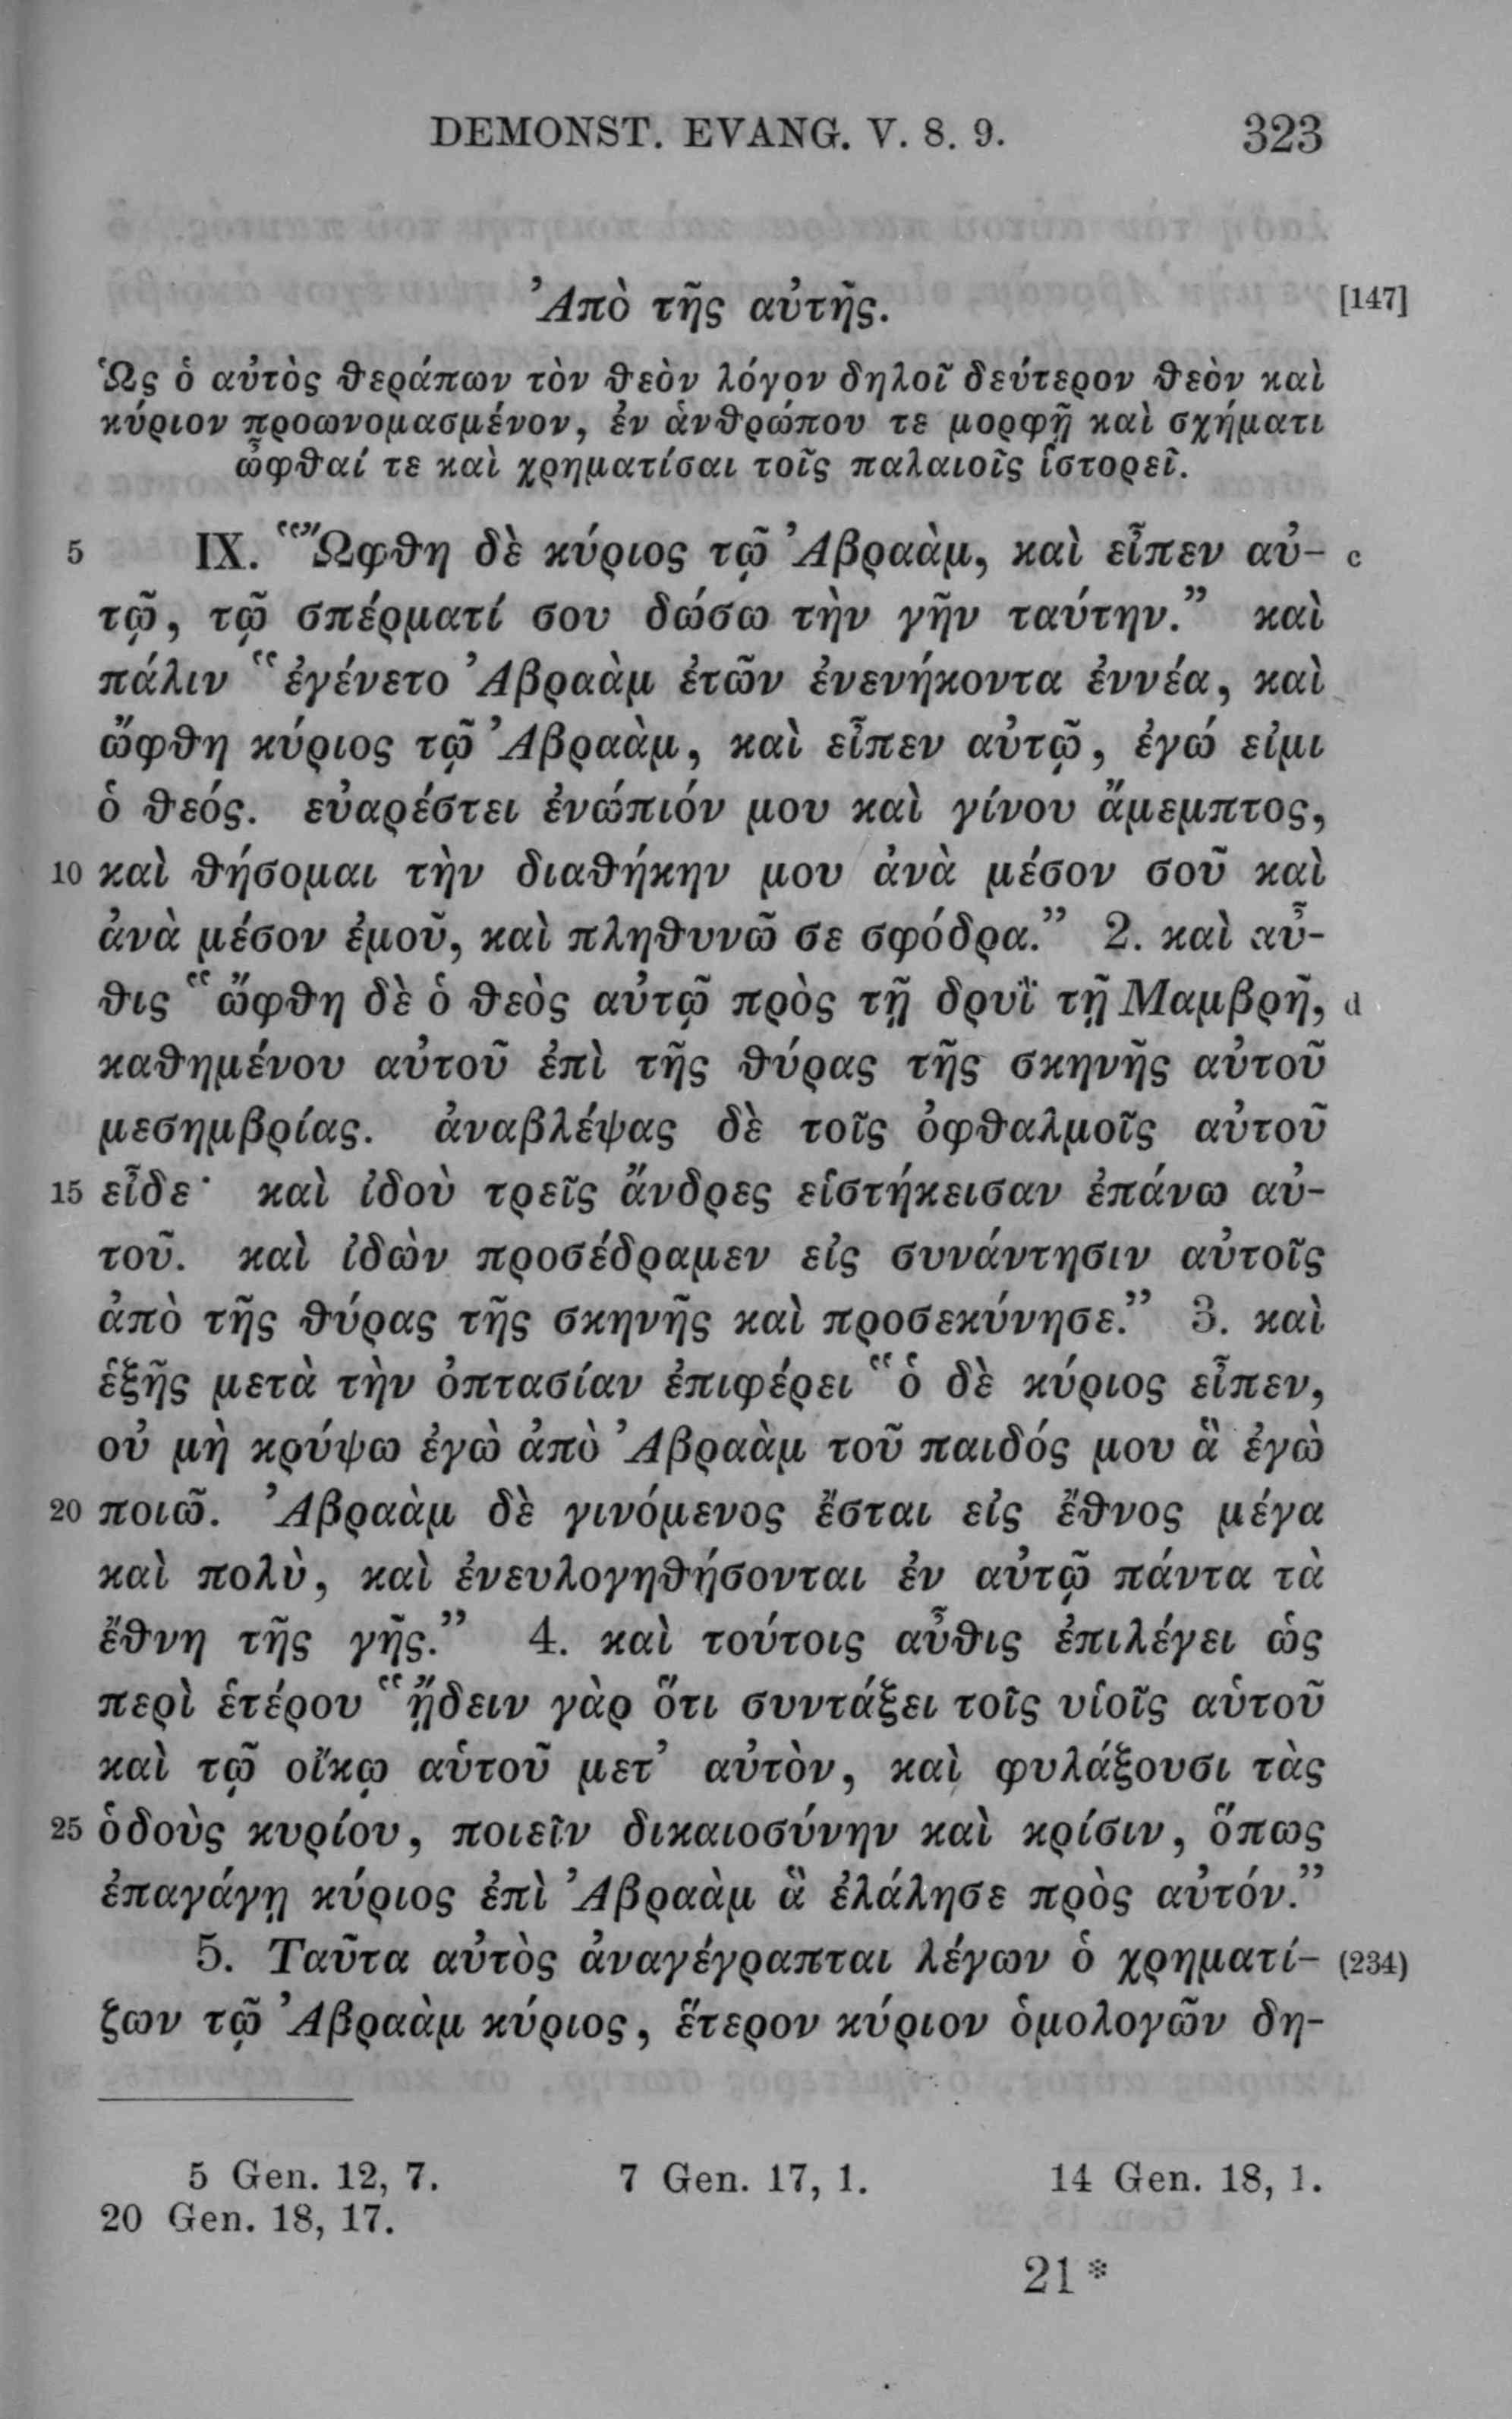 DEMONST. EVANG. V. 8. 9. 323
Ἀπὸ τῆς αὐτῆς. [147]
Ὡς ὁ αὐτὸς θεράπων τὸν θεὸν λόγον δηλοῖ δεύτερον θεὸν καὶ
κύριον προωνομασμένον, ἐν ἀνθρώπου τε μορφῇ καὶ σχήματι
ὦφθαί τε καὶ χρηματίσαι τοῖς παλαιοῖς ἱστορεῖ.
5 IX. “Ὤφθη δὲ κύριος τῷ Ἀβραὰμ, καὶ εἶπεν αὐ- c
τῷ, τῷ σπέρματί σου δώσω τὴν γῆν ταύτην.” καὶ
πάλιν “ἐγένετο Ἀβραὰμ ἐτῶν ἐνενήκοντα ἐννέα, καὶ
ὤφθη κύριος τῷ Ἀβραὰμ, καὶ εἶπεν αὐτῷ, ἐγώ εἰμι
ὁ θεός. εὐαρέστει ἐνώπιόν μου καὶ γίνου ἄμεμπτος,
10 καὶ θήσομαι τὴν διαθήκην μου ἀνὰ μέσον σοῦ καὶ
ἀνὰ μέσον ἐμοῦ, καὶ πληθυνῶ σε σφόδρα.” 2. καὶ αὖ-
θις “ὤφθη δὲ ὁ θεὸς αὐτῷ πρὸς τῇ δρυῒ τῇ Μαμβρῆ, d
καθημένου αὐτοῦ ἐπὶ τῆς θύρας τῆς σκηνῆς αὐτοῦ
μεσημβρίας. ἀναβλέψας δὲ τοῖς ὀφθαλμοῖς αὐτοῦ
15 εἶδε· καὶ ἰδοὺ τρεῖς ἄνδρες εἱστήκεισαν ἐπάνω αὐ-
τοῦ. καὶ ἰδὼν προσέδραμεν εἰς συνάντησιν αὐτοῖς
ἀπὸ τῆς θύρας τῆς σκηνῆς καὶ προσεκύνησε.” 3. καὶ
ἑξῆς μετὰ τὴν ὀπτασίαν ἐπιφέρει “ὁ δὲ κύριος εἶπεν,
οὐ μὴ κρύψω ἐγὼ ἀπὸ Ἀβραὰμ τοῦ παιδός μου ἃ ἐγὼ
20 ποιῶ. Ἀβραὰμ δὲ γινόμενος ἔσται εἰς ἔθνος μέγα
καὶ πολὺ, καὶ ἐνευλογηθήσονται ἐν αὐτῷ πάντα τὰ
ἔθνη τῆς γῆς.” 4. καὶ τούτοις αὖθις ἐπιλέγει ὡς
περὶ ἑτέρου “ᾔδειν γὰρ ὅτι συντάξει τοῖς υἱοῖς αὑτοῦ
καὶ τῷ οἴκῳ αὑτοῦ μετ’ αὐτὸν, καὶ φυλάξουσι τὰς
25 ὁδοὺς κυρίου, ποιεῖν δικαιοσύνην καὶ κρίσιν, ὅπως
ἐπαγάγῃ κύριος ἐπὶ Ἀβραὰμ ἃ ἐλάλησε πρὸς αὐτόν.”
5. Ταῦτα αὐτὸς ἀναγέγραπται λέγων ὁ χρηματί- (234)
ζων τῷ Ἀβραὰμ κύριος, ἕτερον κύριον ὁμολογῶν δη-
5 Gen. 12, 7. 7 Gen. 17, 1. 14 Gen. 18, 1.
20 Gen. 18, 17.
21*